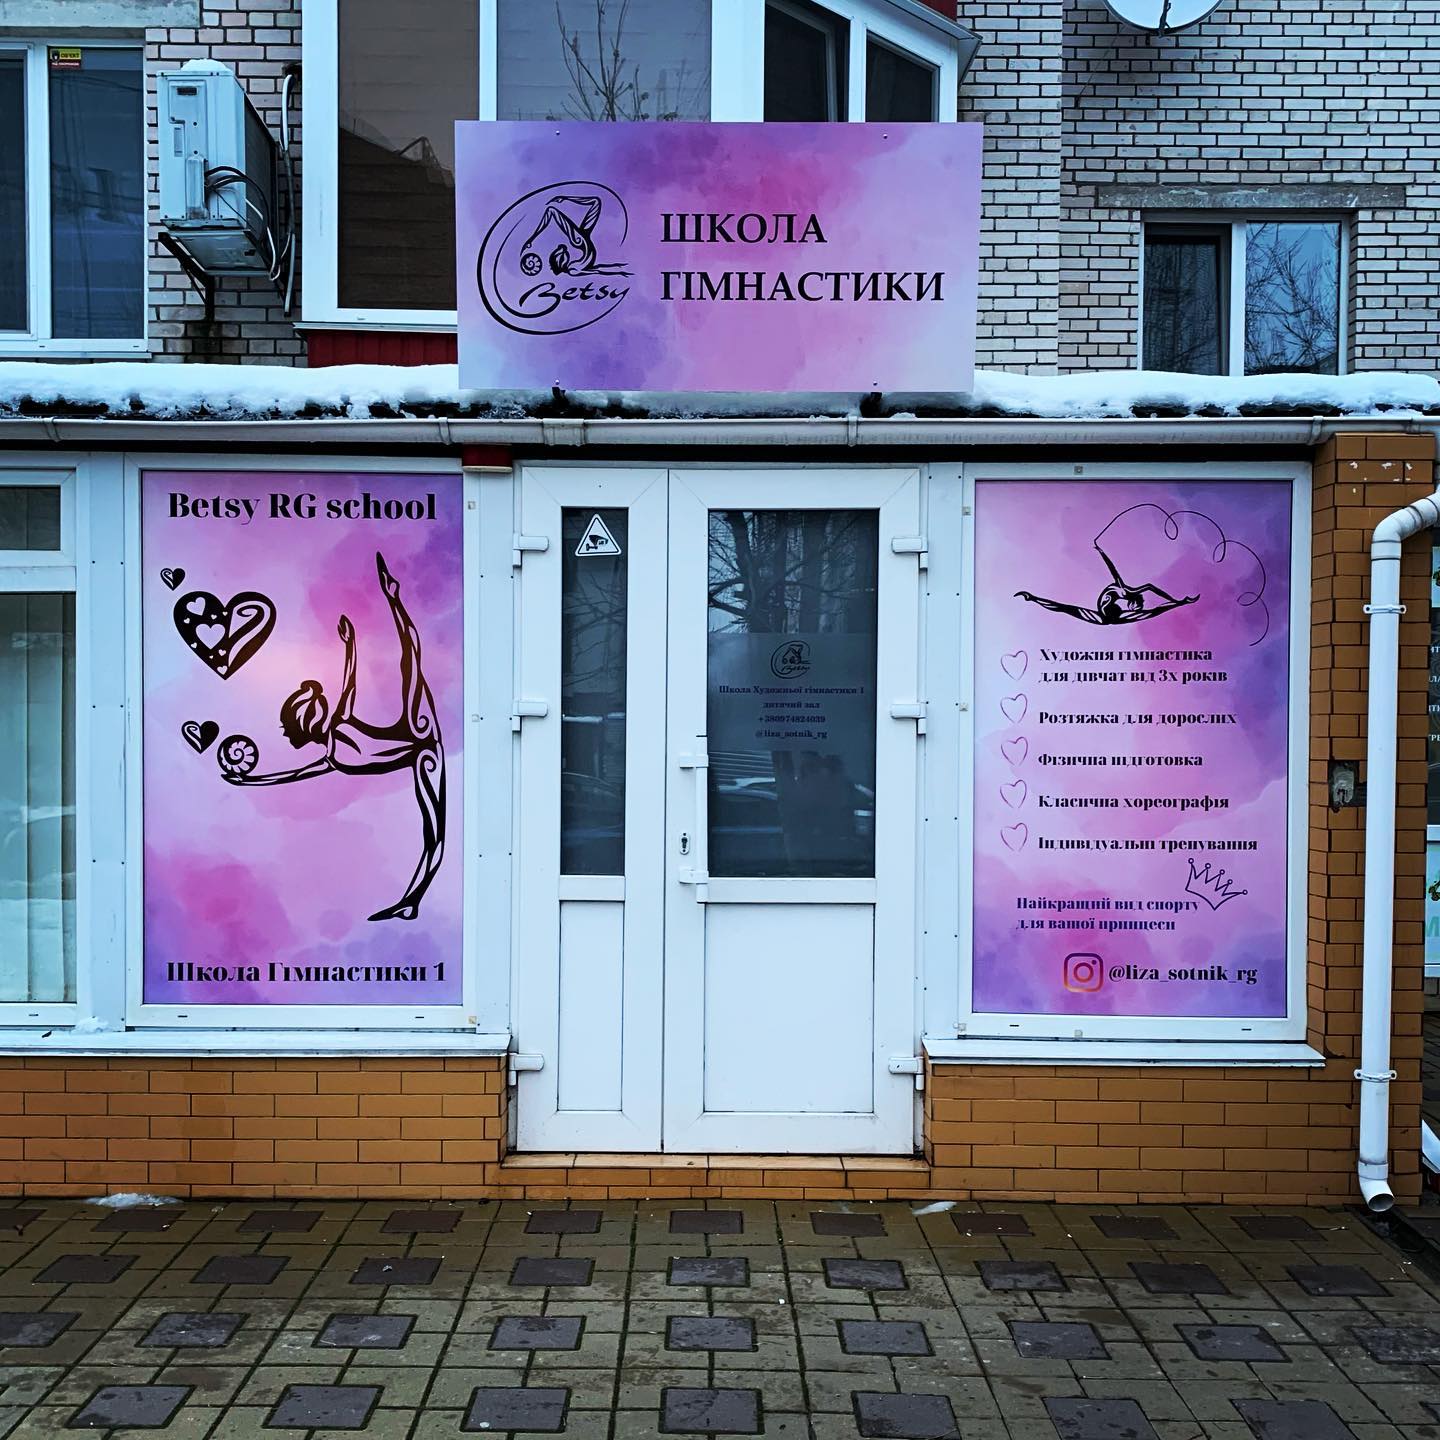 Betsy
ШКОЛА
ГІМНАСТИКИ
Betsy RG school
Школа Гімнастики 1
Betsy
Школа Художньої гімнастики 1
дитячий зал
+380974824039
@liza_sotnik_rg
Художня гімнастика
для дівчат від 3х років
Розтяжка для дорослих
Фізична підготовка
Класична хореографія
Індивідуальні тренування
Найкращий вид спорту
для вашої принцеси
@liza_sotnik_rg